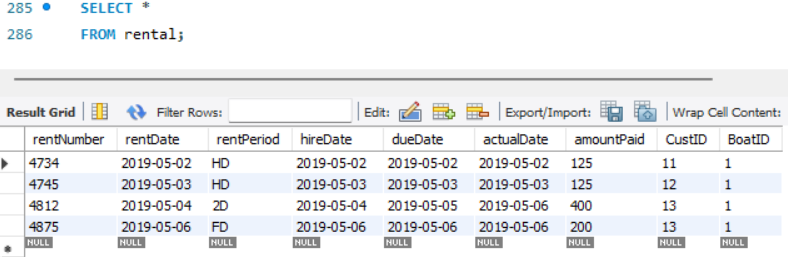 285 SELECT *
286 FROM rental;
Result Grid Filter Rows: Edit: Export/Import: Wrap Cell Content:
rentNumber rentDate rentPeriod hireDate dueDate actualDate amountPaid CustID BoatID
4734 2019-05-02 HD 2019-05-02 2019-05-02 2019-05-02 125 11 1
4745 2019-05-03 HD 2019-05-03 2019-05-03 2019-05-03 125 12 1
4812 2019-05-04 2D 2019-05-04 2019-05-05 2019-05-06 400 13 1
4875 2019-05-06 FD 2019-05-06 2019-05-06 2019-05-06 200 13 1
NULL NULL NULL NULL NULL NULL NULL NULL NULL